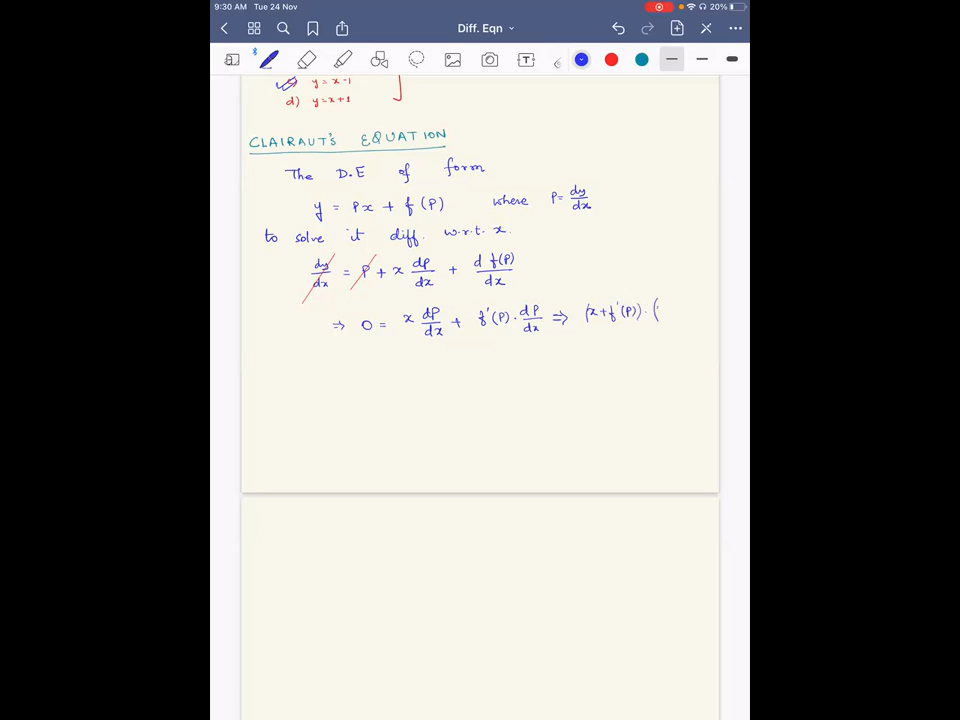 9:30 AM Tue 24 Nov 20%
Diff. Eqn
y = x-1
d) y = x+1
CLAIRAUT'S EQUATION
The D.E of form
y = Px + f (P) where P = dy/dx
to solve it diff. w.r.t x.
dy/dx = P + x dP/dx + d f(P)/dx
⇒ 0 = x dP/dx + f'(P) . dP/dx ⇒ (x + f'(P)) . (